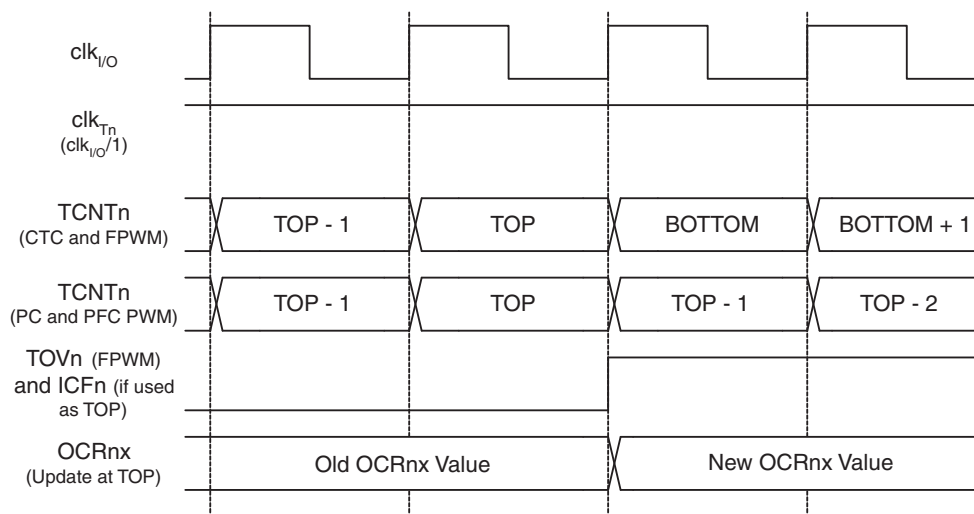 clkI/O
clkTn
(clkI/O/1)
TCNTn
(CTC and FPWM)
TOP - 1
TOP
BOTTOM
BOTTOM + 1
TCNTn
(PC and PFC PWM)
TOP - 1
TOP
TOP - 1
TOP - 2
TOVn (FPWM)
and ICFn (if used
as TOP)
OCRnx
(Update at TOP)
Old OCRnx Value
New OCRnx Value